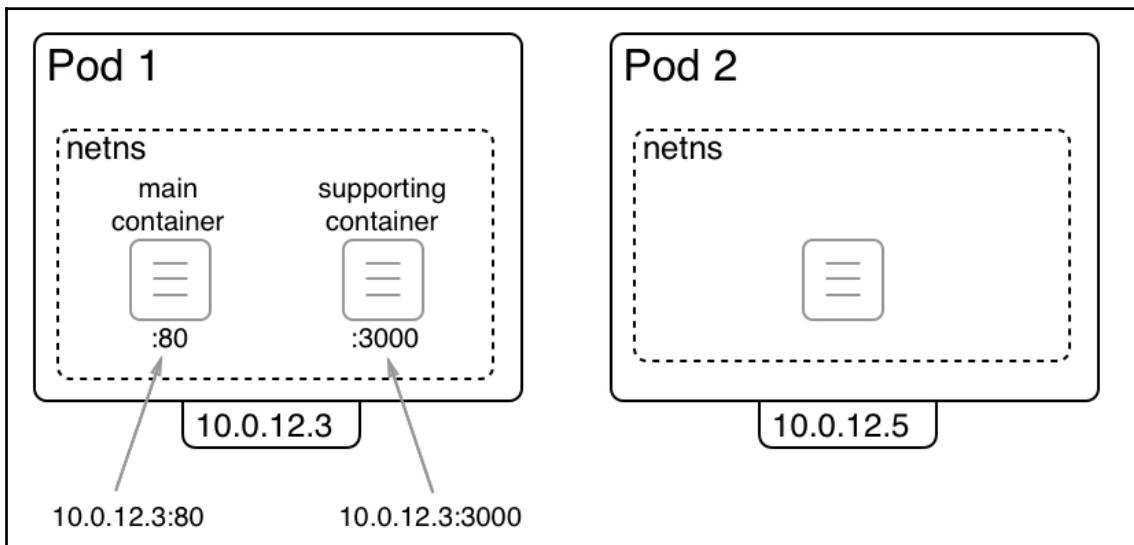 Pod 1
netns
main
container
supporting
container
:80
:3000
10.0.12.3
10.0.12.3:80
10.0.12.3:3000
Pod 2
netns
10.0.12.5